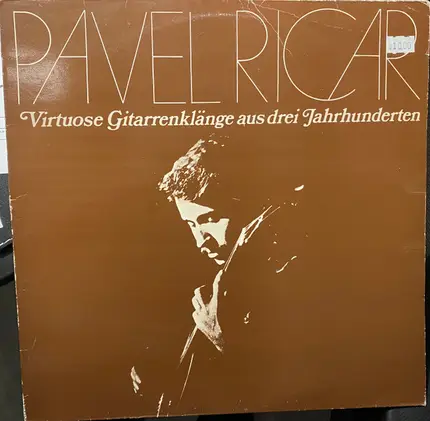 PAVEL RICAR
Virtuose Gitarrenklänge aus drei Jahrhunderten